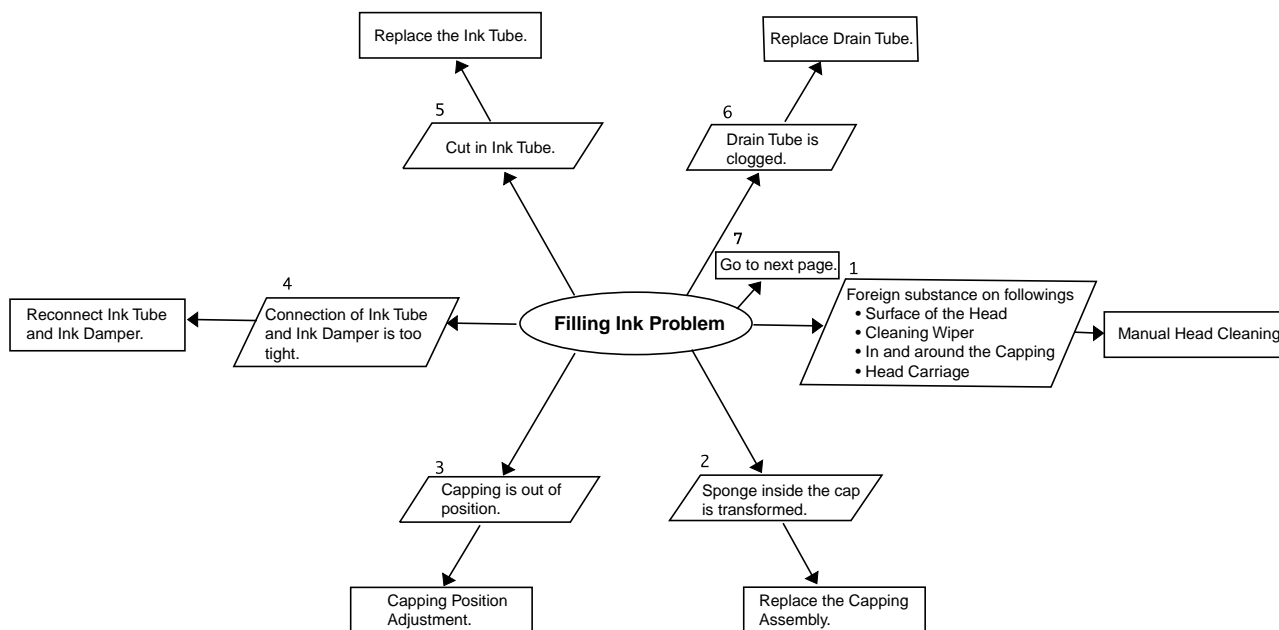 Replace the Ink Tube.
Replace Drain Tube.
5
Cut in Ink Tube.
6
Drain Tube is
clogged.
7
Go to next page.
Filling Ink Problem
1
Foreign substance on followings
• Surface of the Head
• Cleaning Wiper
• In and around the Capping
• Head Carriage
Manual Head Cleaning
4
Connection of Ink Tube
and Ink Damper is too
tight.
Reconnect Ink Tube
and Ink Damper.
3
Capping is out of
position.
2
Sponge inside the cap
is transformed.
Capping Position
Adjustment.
Replace the Capping
Assembly.